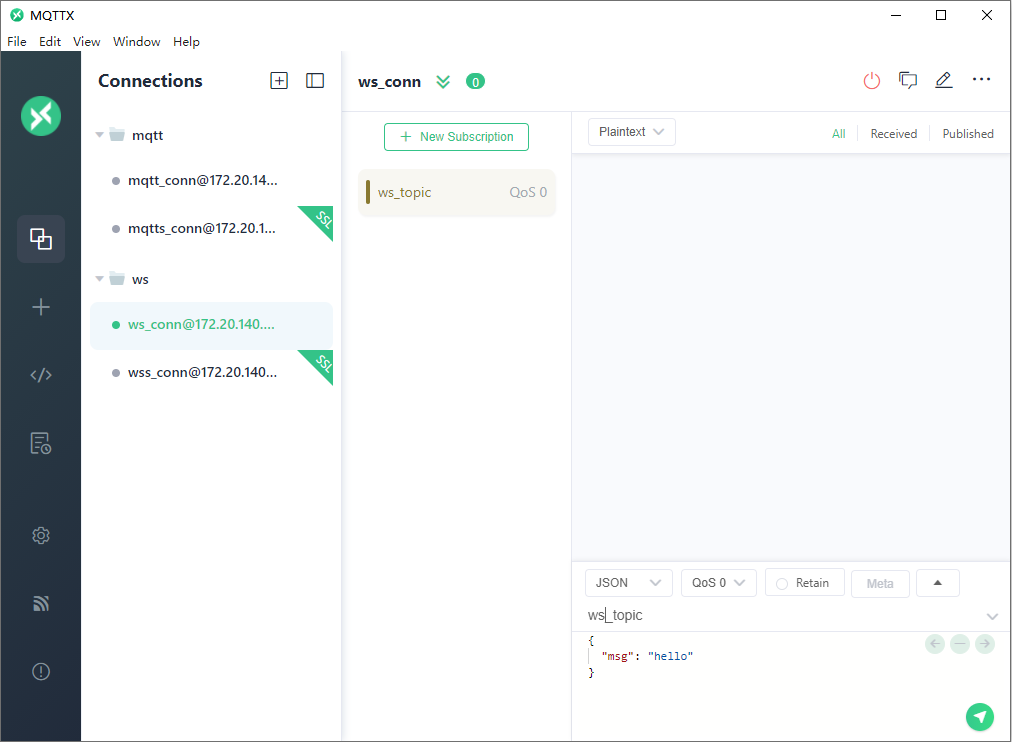 MQTTX
File Edit View Window Help
Connections
mqtt
mqtt_conn@172.20.14...
mqtts_conn@172.20.1...
SSL
ws
ws_conn@172.20.140....
wss_conn@172.20.140...
SSL
ws_conn 0
+ New Subscription
ws_topic QoS 0
Plaintext All Received Published
JSON QoS 0 Retain Meta
ws_topic
{
"msg": "hello"
}